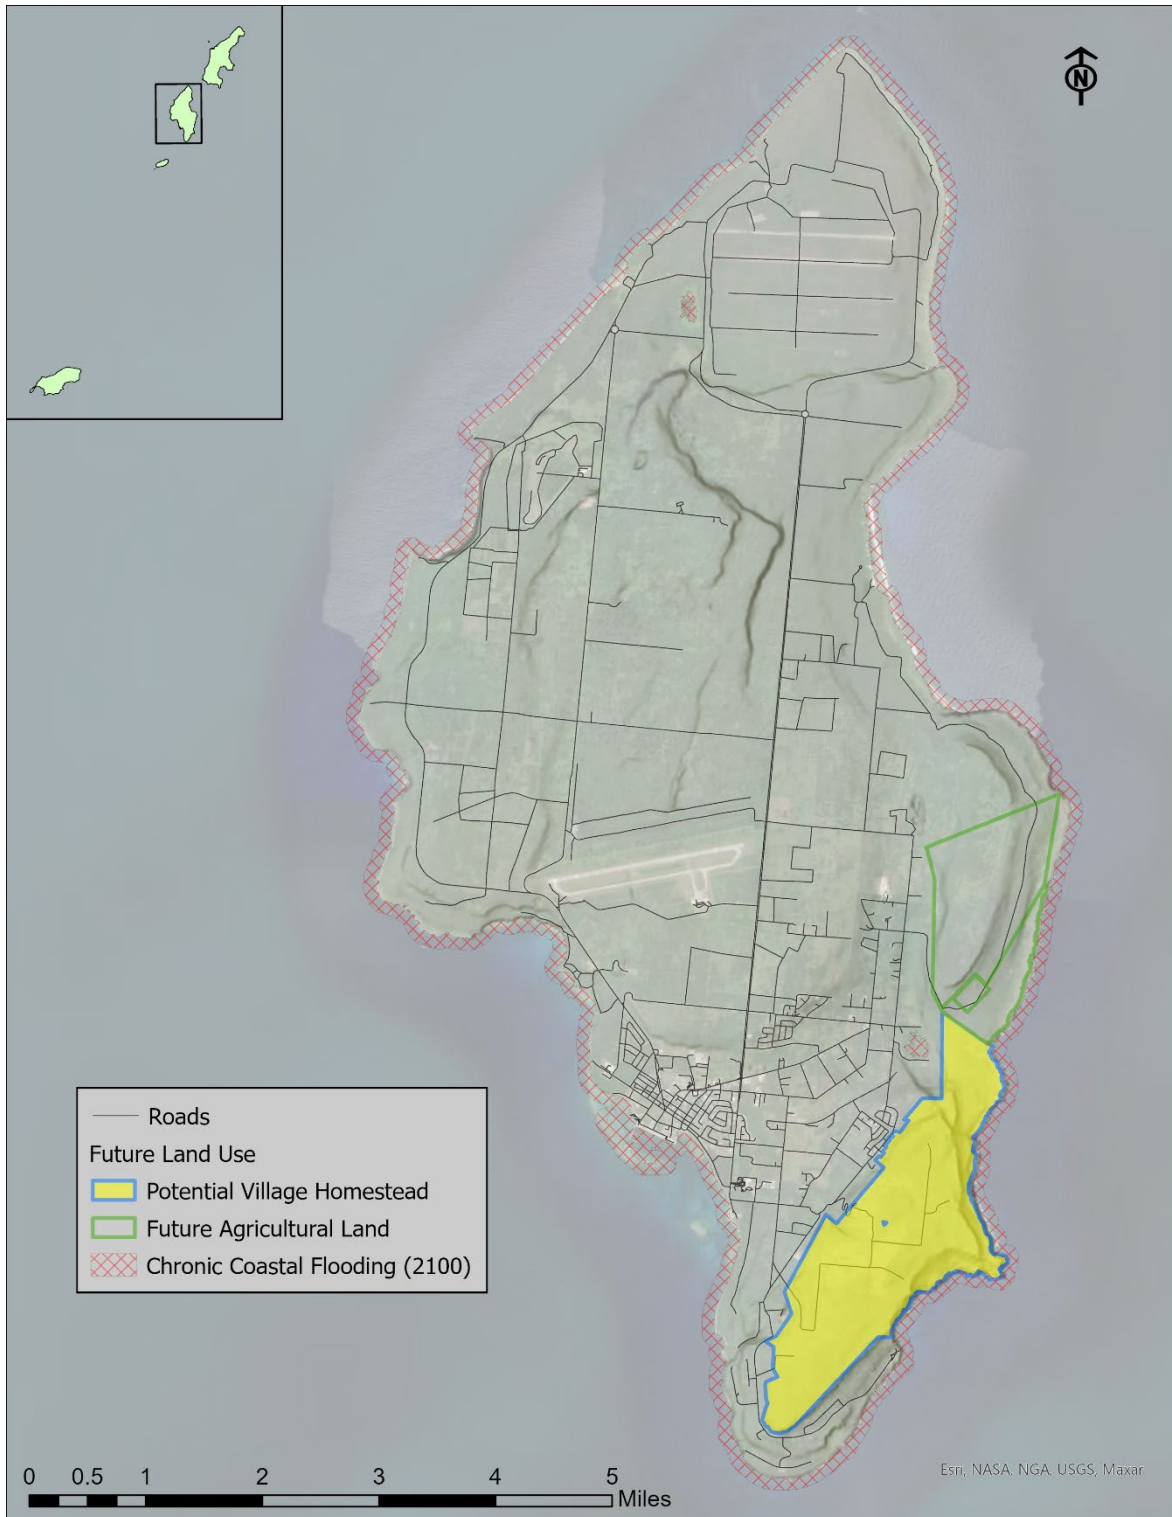 N
Roads
Future Land Use
Potential Village Homestead
Future Agricultural Land
Chronic Coastal Flooding (2100)
0 0.5 1 2 3 4 5
Miles
Esri, NASA, NGA, USGS, Maxar